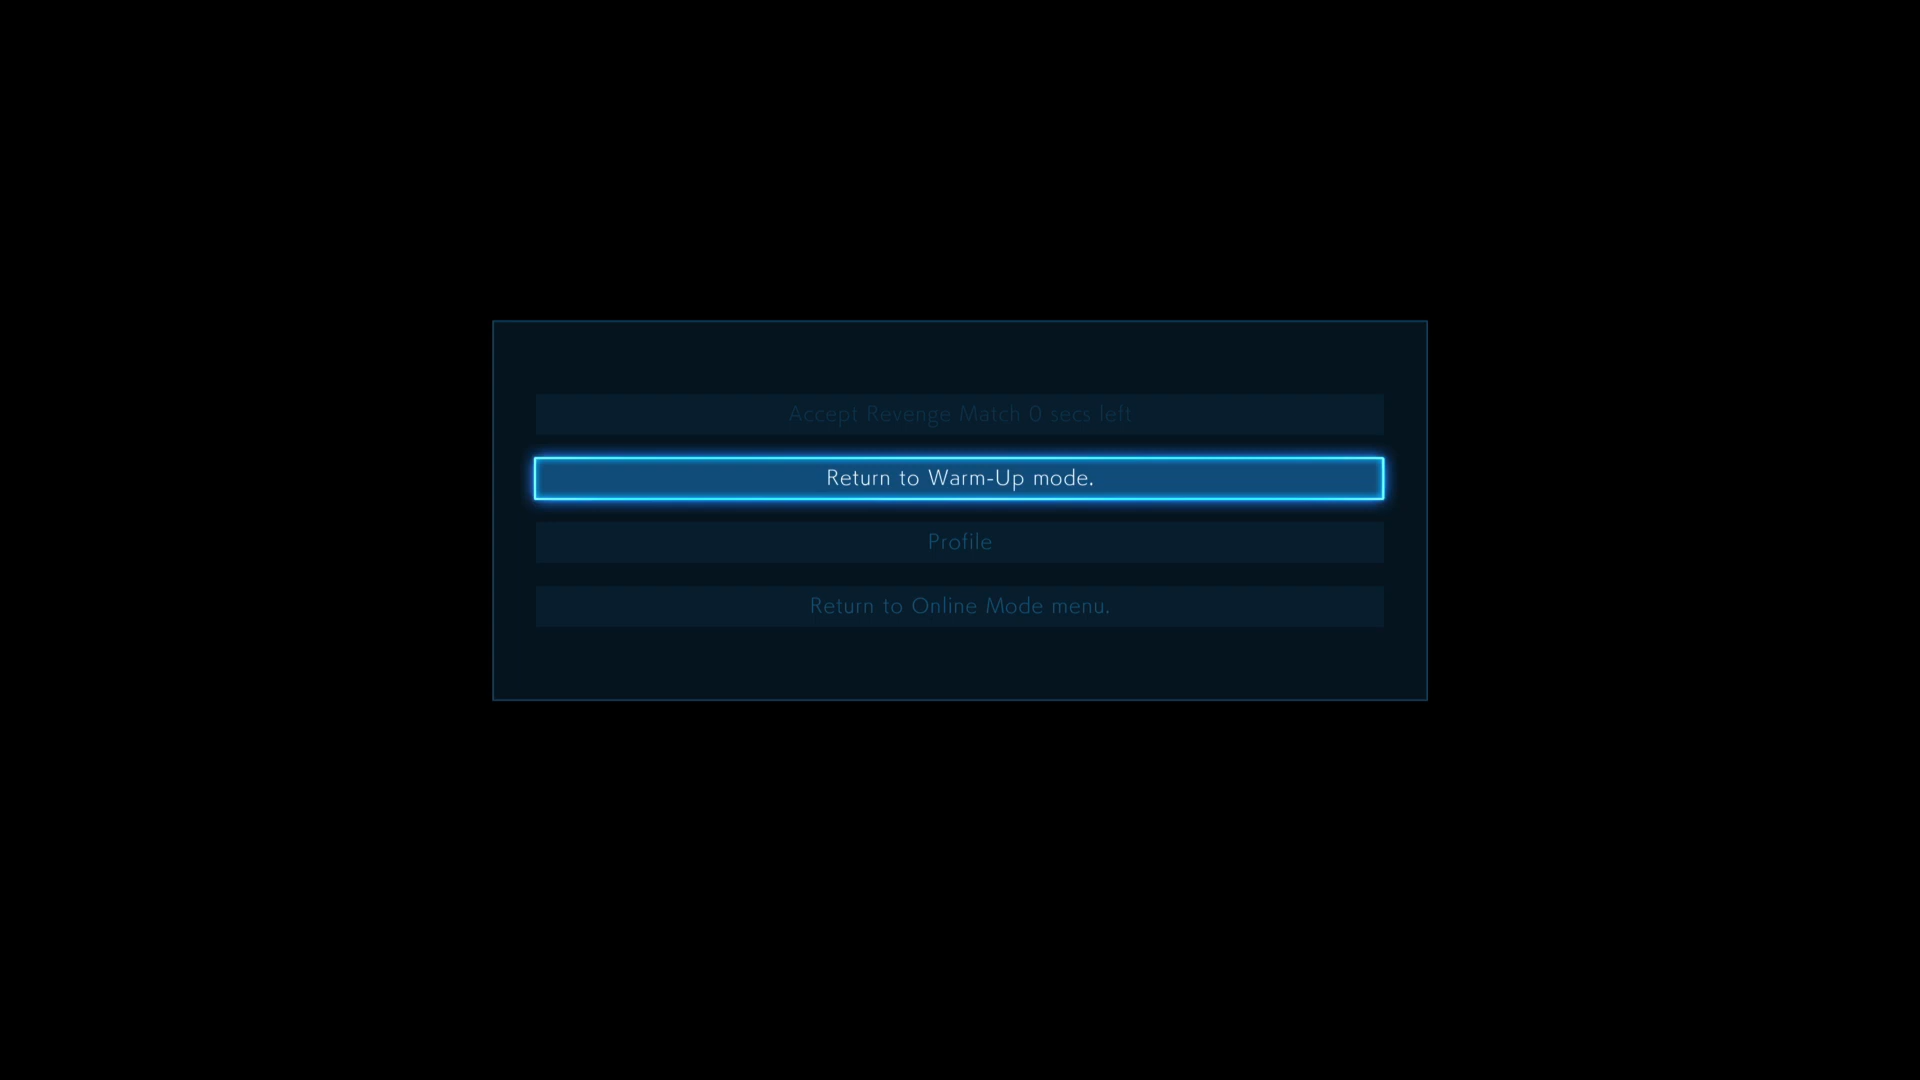 Accept Revenge Match 0 secs left
Return to Warm-Up mode.
Profile
Return to Online Mode menu.